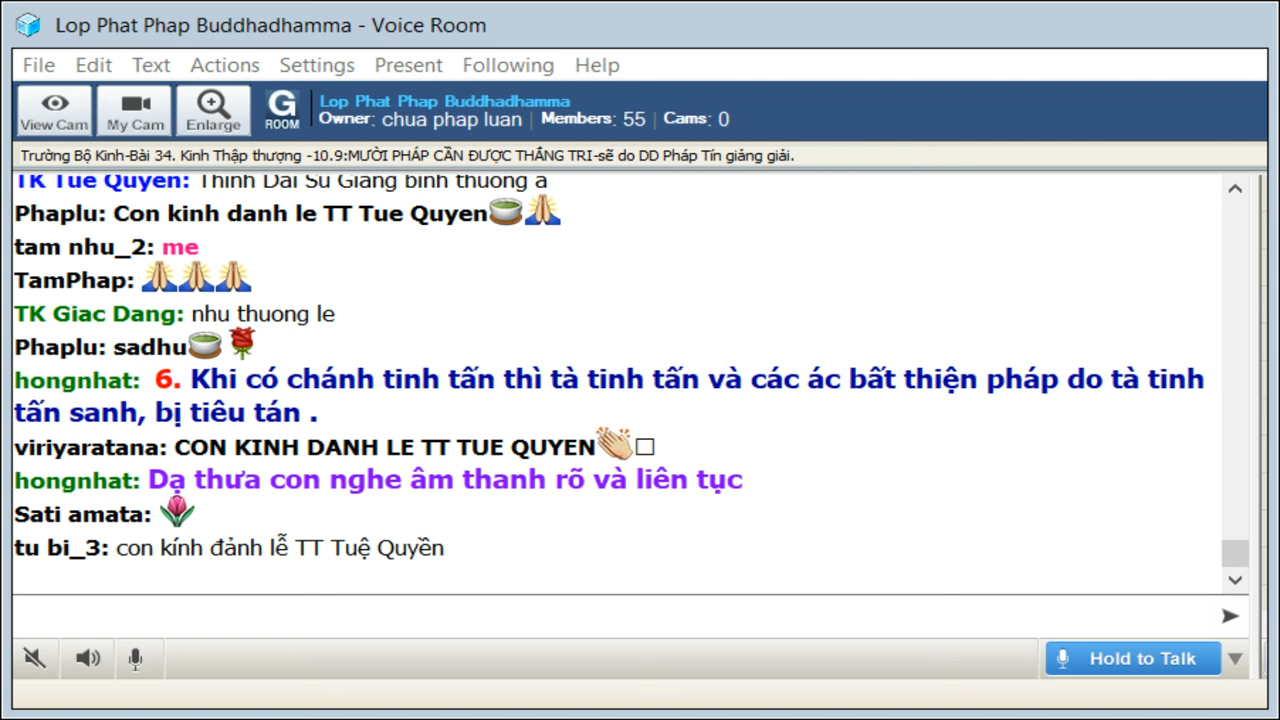 Lop Phat Phap Buddhadhamma - Voice Room
File Edit Text Actions Settings Present Following Help
View Cam My Cam Enlarge G ROOM
Lop Phat Phap Buddhadhamma
Owner: chua phap luan | Members: 55 | Cams: 0
Trường Bộ Kinh-Bài 34. Kinh Thập thượng -10.9:MƯỜI PHÁP CẦN ĐƯỢC THẮNG TRI-sẽ do DD Pháp Tín giảng giải.
TK Tue Quyen: Thinh Dai Su Giang binh thuong a
Phaplu: Con kinh danh le TT Tue Quyen🍵🙏
tam nhu_2: me
TamPhap: 🙏🙏🙏
TK Giac Dang: nhu thuong le
Phaplu: sadhu🍵🌹
hongnhat: 6. Khi có chánh tinh tấn thì tà tinh tấn và các ác bất thiện pháp do tà tinh
tấn sanh, bị tiêu tán .
viriyaratana: CON KINH DANH LE TT TUE QUYEN👏□
hongnhat: Dạ thưa con nghe âm thanh rõ và liên tục
Sati amata: 🌷
tu bi_3: con kính đảnh lễ TT Tuệ Quyền
Hold to Talk